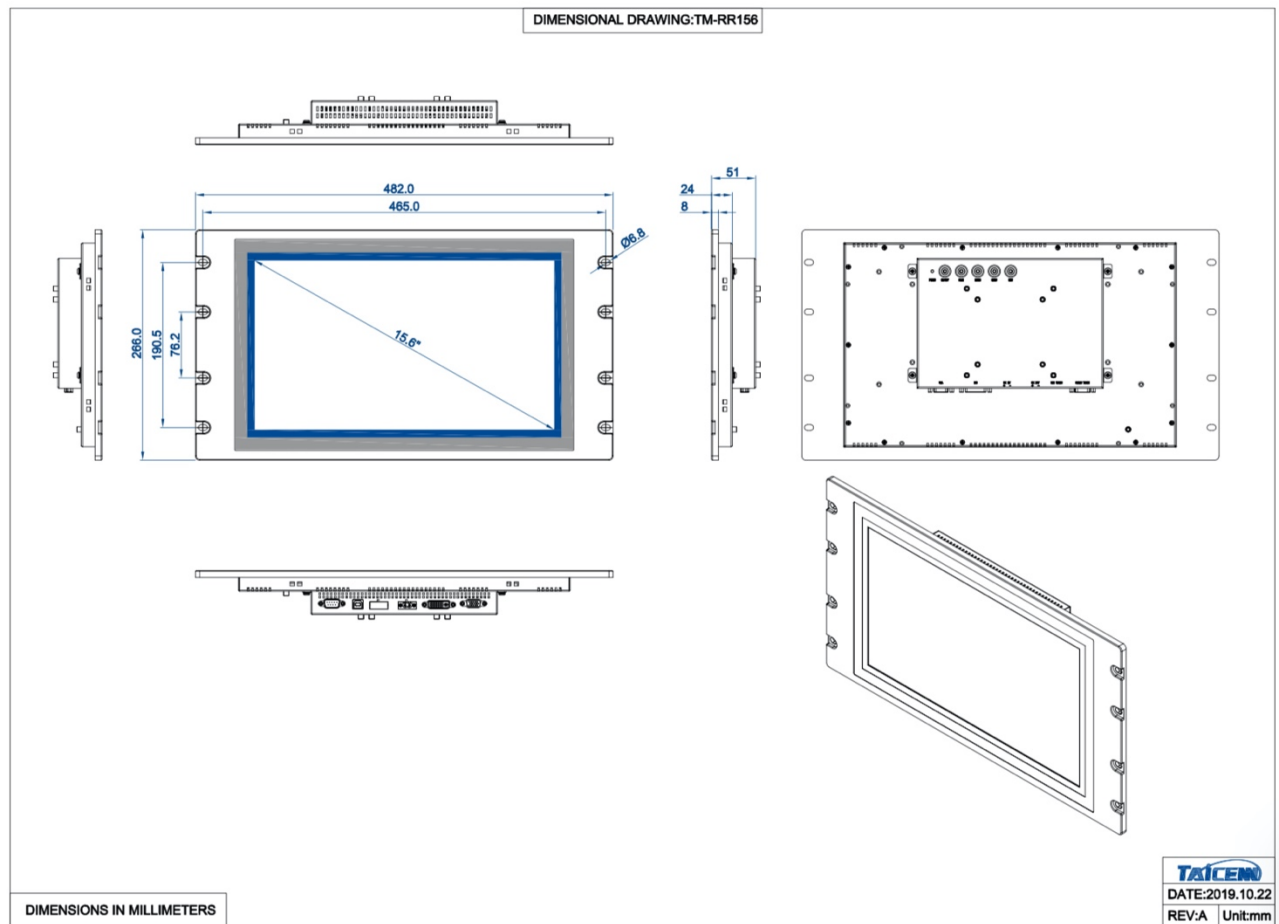 DIMENSIONAL DRAWING:TM-RR156
51
482.0
24
465.0
8
Ø6.8
266.0
190.5
76.2
15.6"
TAICENN
DATE:2019.10.22
DIMENSIONS IN MILLIMETERS
REV:A Unit:mm